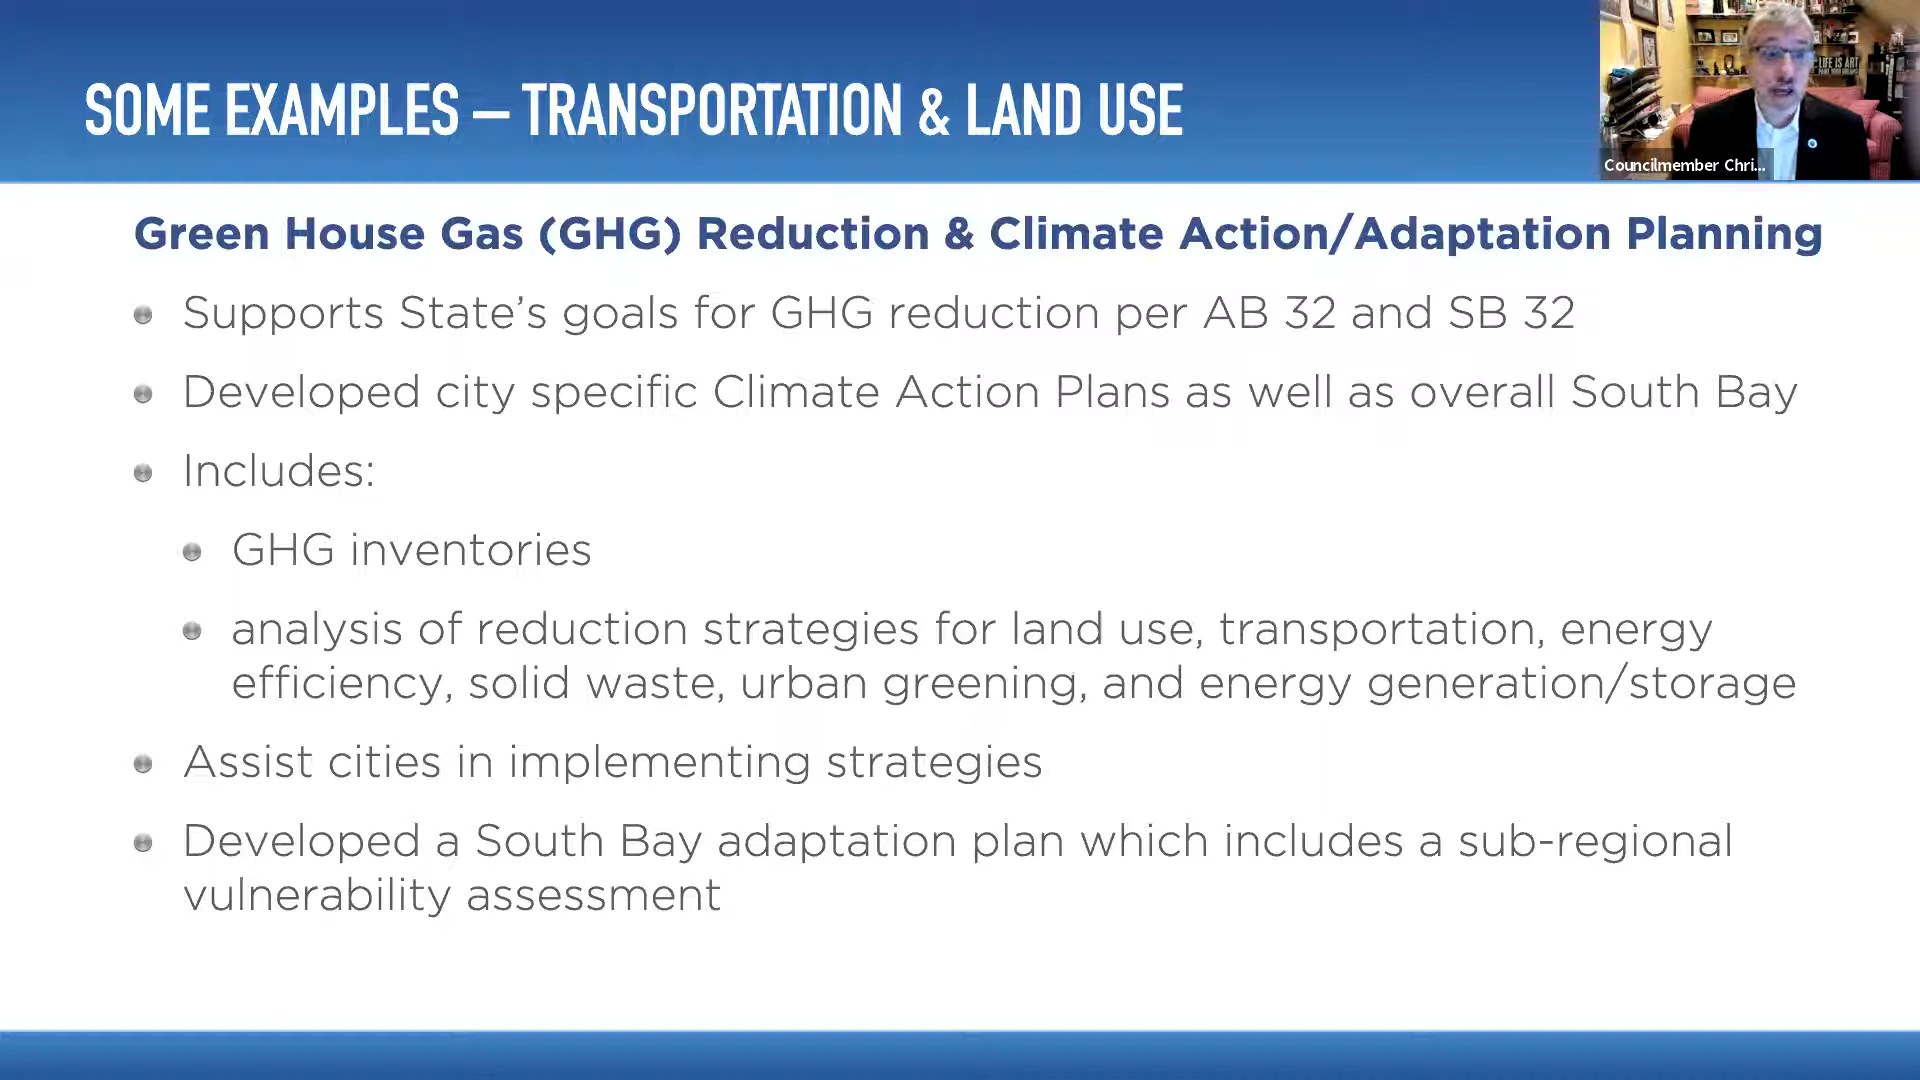 SOME EXAMPLES – TRANSPORTATION & LAND USE
LIFE IS ART
Councilmember Chri...
Green House Gas (GHG) Reduction & Climate Action/Adaptation Planning
Supports State’s goals for GHG reduction per AB 32 and SB 32
Developed city specific Climate Action Plans as well as overall South Bay
Includes:
GHG inventories
analysis of reduction strategies for land use, transportation, energy
efficiency, solid waste, urban greening, and energy generation/storage
Assist cities in implementing strategies
Developed a South Bay adaptation plan which includes a sub-regional
vulnerability assessment